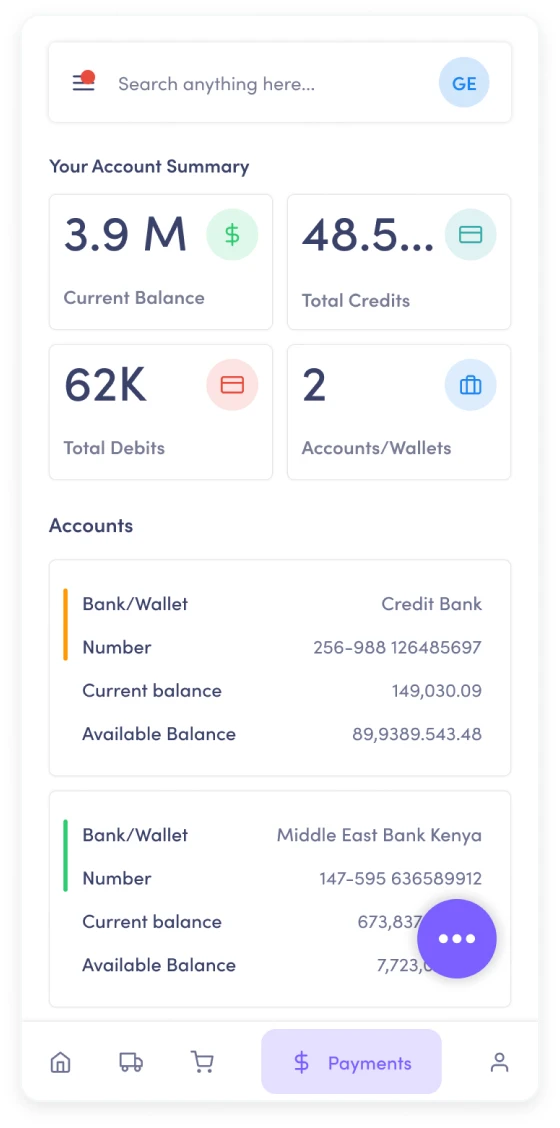 Search anything here...
GE
Your Account Summary
3.9 M
48.5...
Current Balance
Total Credits
62K
2
Total Debits
Accounts/Wallets
Accounts
Bank/Wallet Credit Bank
Number 256-988 126485697
Current balance 149,030.09
Available Balance 89,9389.543.48
Bank/Wallet Middle East Bank Kenya
Number 147-595 636589912
Current balance 673,837
Available Balance 7,723,
Payments